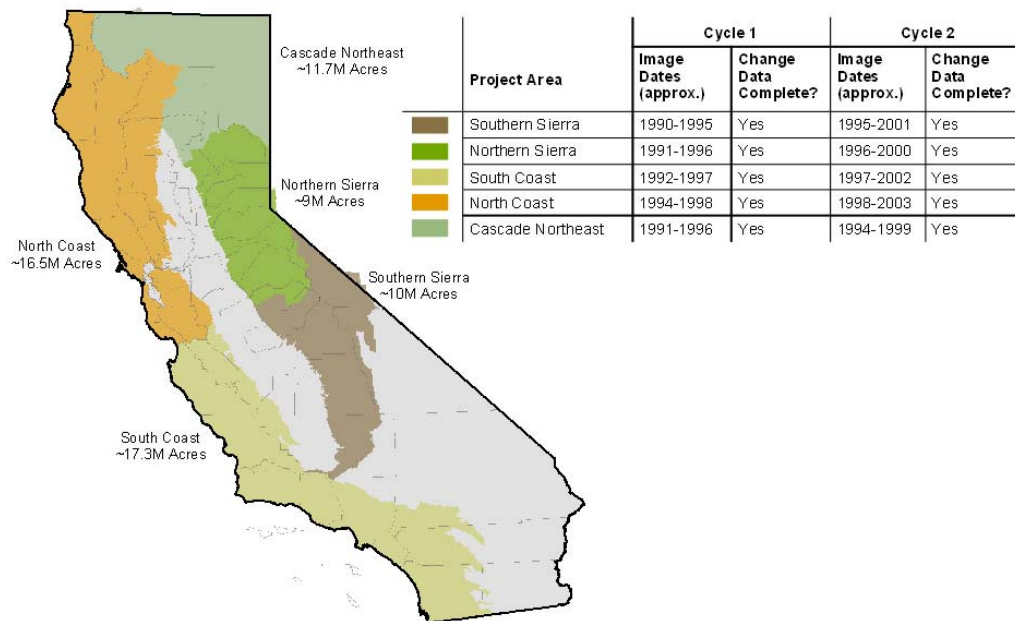 Cascade Northeast
~11.7M Acres
Northern Sierra
~9M Acres
North Coast
~16.5M Acres
Southern Sierra
~10M Acres
South Coast
~17.3M Acres
Cycle 1 Cycle 2
Project Area Image Dates (approx.) Change Data Complete? Image Dates (approx.) Change Data Complete?
Southern Sierra 1990-1995 Yes 1995-2001 Yes
Northern Sierra 1991-1996 Yes 1996-2000 Yes
South Coast 1992-1997 Yes 1997-2002 Yes
North Coast 1994-1998 Yes 1998-2003 Yes
Cascade Northeast 1991-1996 Yes 1994-1999 Yes